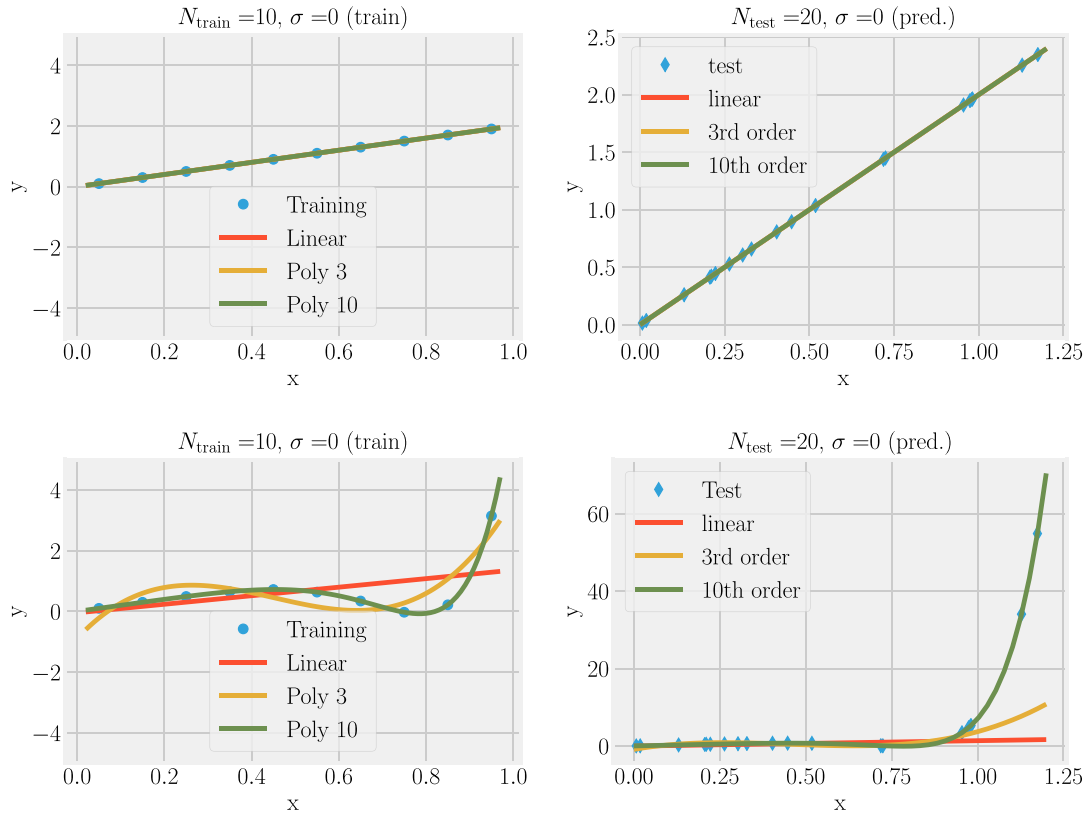 N_train =10, σ =0 (train)
4
2
0
−2
−4
y
Training
Linear
Poly 3
Poly 10
0.0 0.2 0.4 0.6 0.8 1.0
x
N_test =20, σ =0 (pred.)
2.5
2.0
1.5
1.0
0.5
0.0
y
test
linear
3rd order
10th order
0.00 0.25 0.50 0.75 1.00 1.25
x
N_train =10, σ =0 (train)
4
2
0
−2
−4
y
Training
Linear
Poly 3
Poly 10
0.0 0.2 0.4 0.6 0.8 1.0
x
N_test =20, σ =0 (pred.)
60
40
20
0
y
Test
linear
3rd order
10th order
0.00 0.25 0.50 0.75 1.00 1.25
x